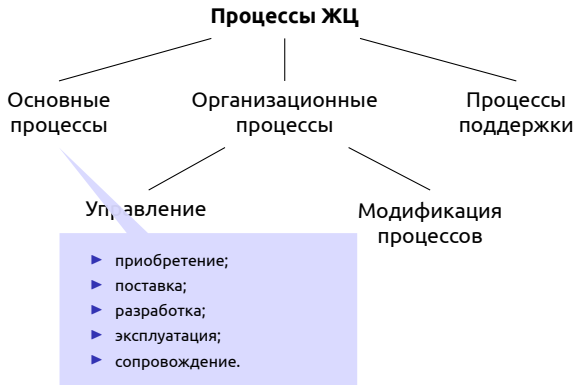 Процессы ЖЦ
Основные
процессы
Организационные
процессы
Процессы
поддержки
Управление
Модификация
процессов
приобретение;
поставка;
разработка;
эксплуатация;
сопровождение.